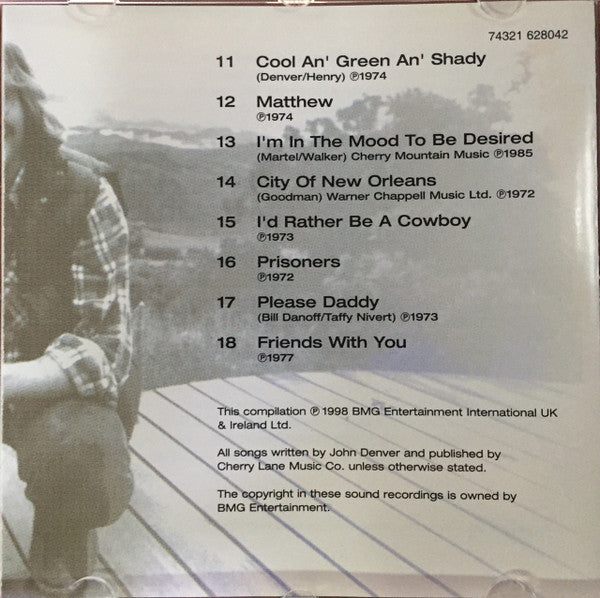 74321 628042
11 Cool An' Green An' Shady
(Denver/Henry) ℗1974
12 Matthew
℗1974
13 I'm In The Mood To Be Desired
(Martel/Walker) Cherry Mountain Music ℗1985
14 City Of New Orleans
(Goodman) Warner Chappell Music Ltd. ℗1972
15 I'd Rather Be A Cowboy
℗1973
16 Prisoners
℗1972
17 Please Daddy
(Bill Danoff/Taffy Nivert) ℗1973
18 Friends With You
℗1977
This compilation ℗ 1998 BMG Entertainment International UK
& Ireland Ltd.
All songs written by John Denver and published by
Cherry Lane Music Co. unless otherwise stated.
The copyright in these sound recordings is owned by
BMG Entertainment.